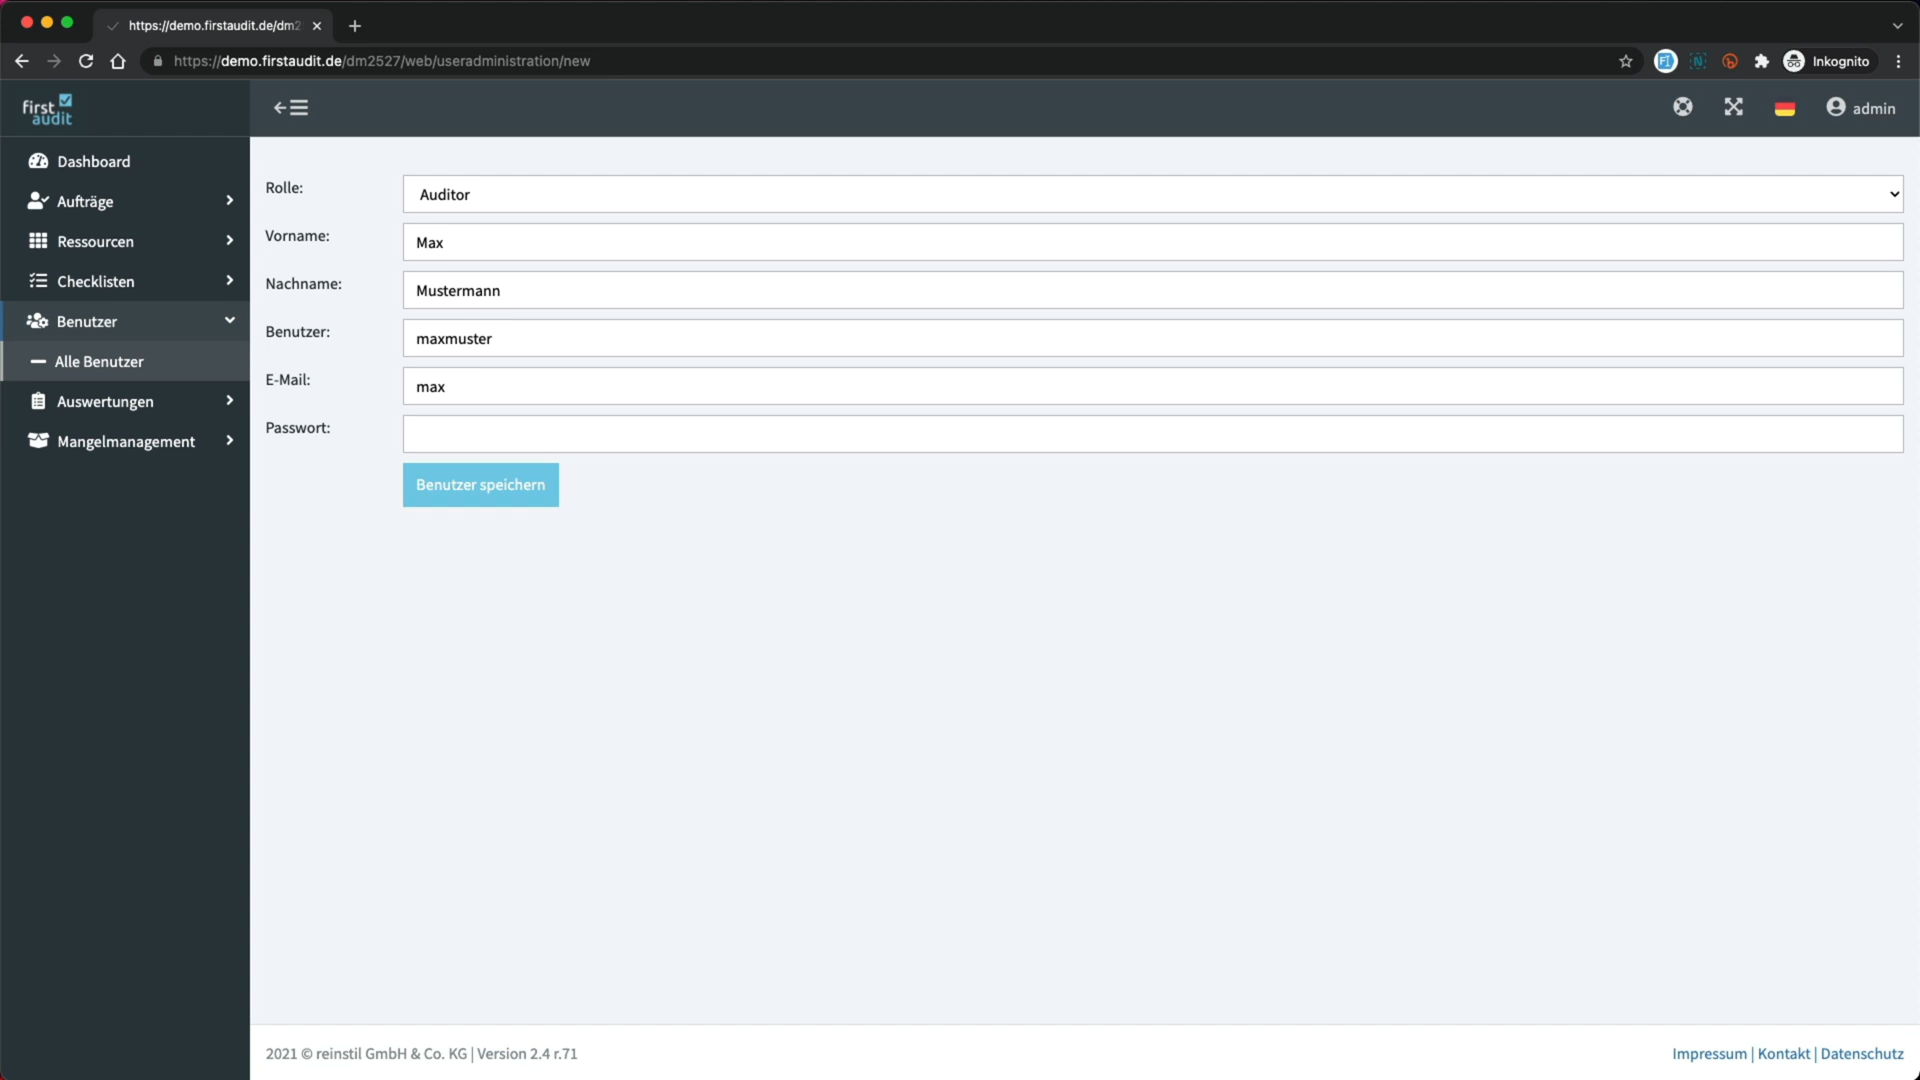 https://demo.firstaudit.de/dm2
https://demo.firstaudit.de/dm2527/web/useradministration/new
Inkognito
first
audit
admin
Dashboard
Aufträge
Ressourcen
Checklisten
Benutzer
Alle Benutzer
Auswertungen
Mangelmanagement
Rolle:
Auditor
Vorname:
Max
Nachname:
Mustermann
Benutzer:
maxmuster
E-Mail:
max
Passwort:
Benutzer speichern
2021 © reinstil GmbH & Co. KG | Version 2.4 r.71
Impressum | Kontakt | Datenschutz